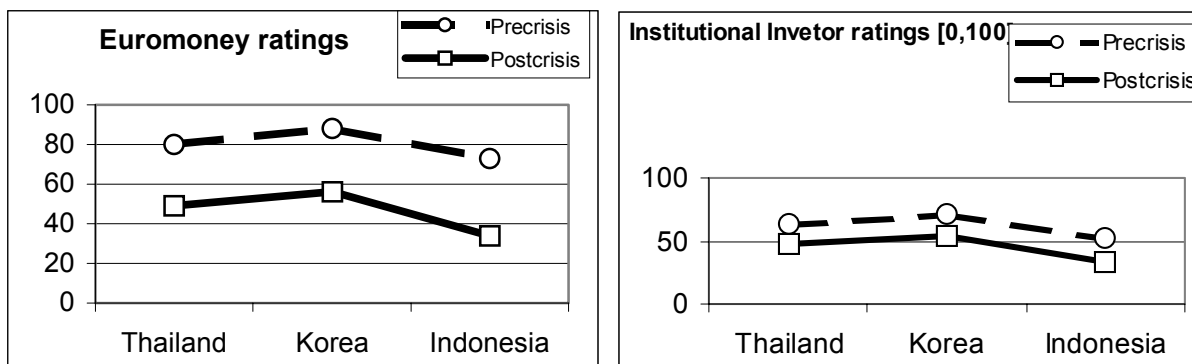 Euromoney ratings
Precrisis
Postcrisis
100
80
60
40
20
0
Thailand Korea Indonesia
Institutional Invetor ratings [0,100]
Precrisis
Postcrisis
100
50
0
Thailand Korea Indonesia